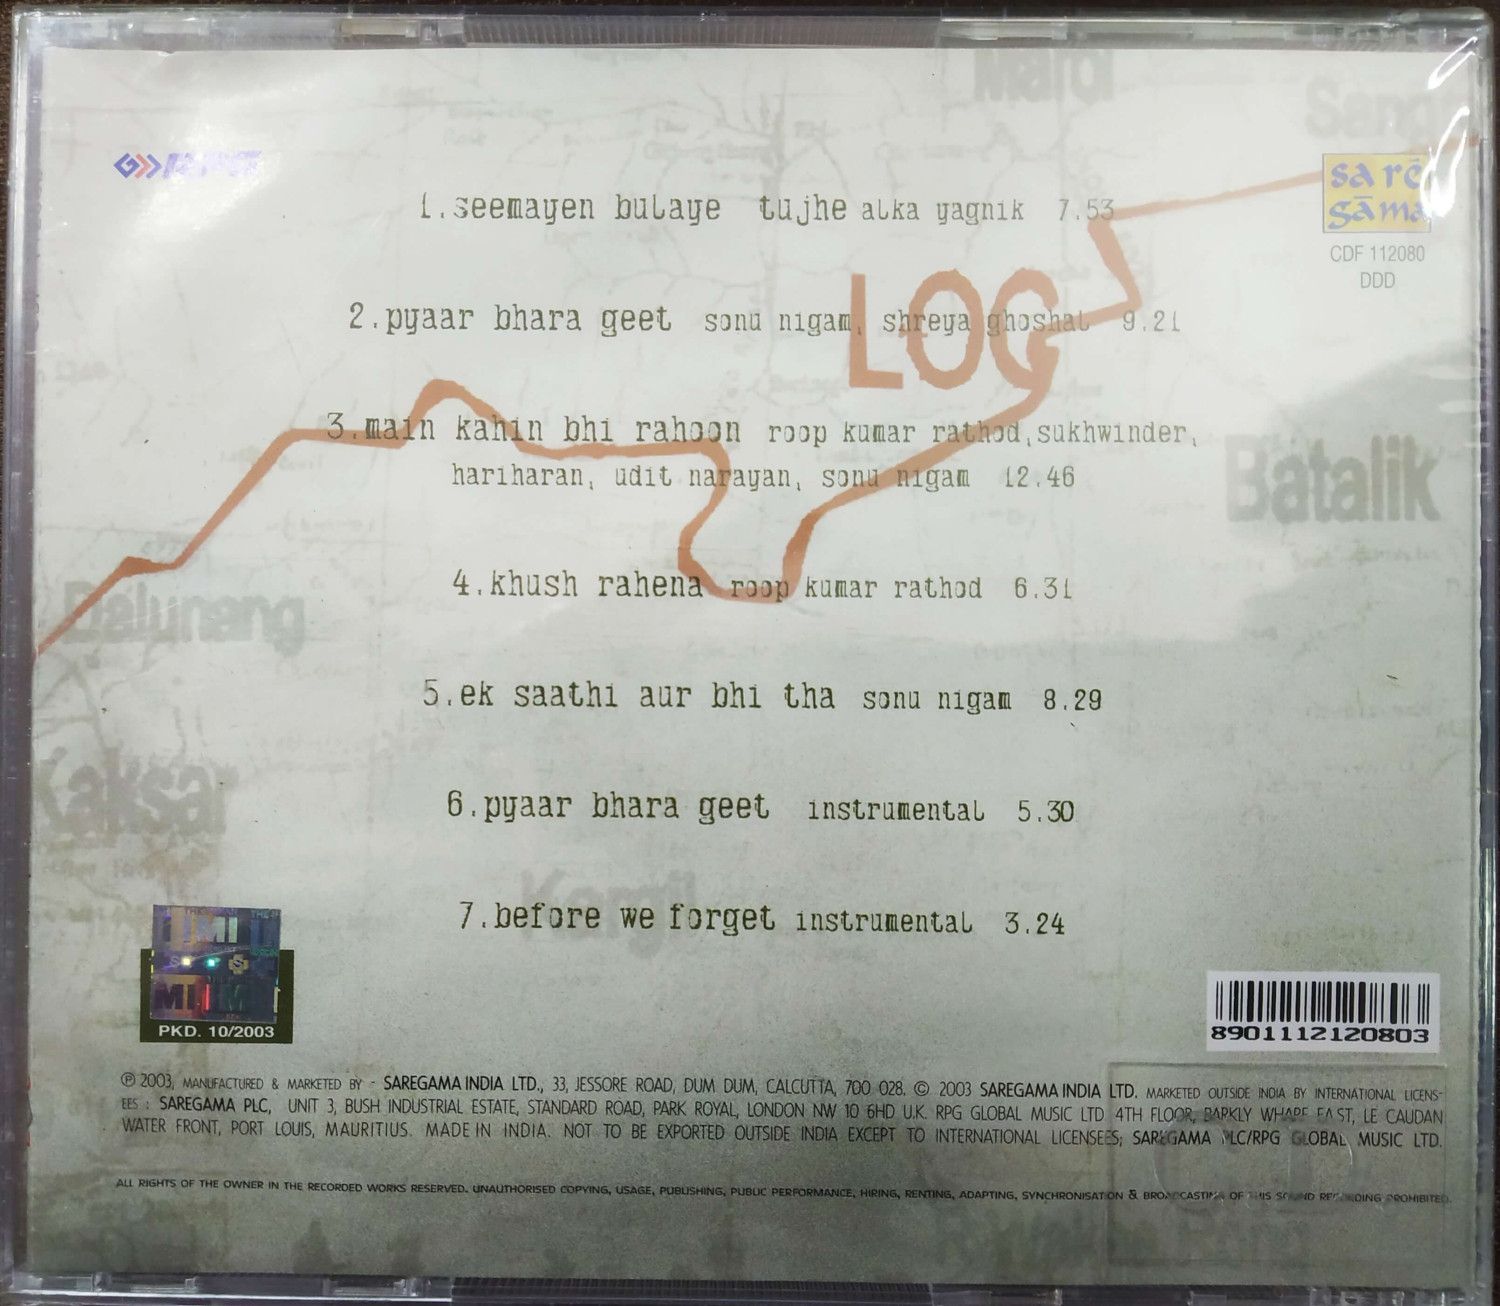 Mardi
RPG
sa rē
gāma
CDF 112080
DDD
1.seemayen bulaye tujhe alka yagnik 7.53
LOC
2.pyaar bhara geet sonu nigam, shreya ghoshal 9.21
3.main kahin bhi rahoon roop kumar rathod,sukhwinder,
hariharan, udit narayan, sonu nigam 12.46
Batalik
4.khush rahena roop kumar rathod 6.31
Dalunang
5.ek saathi aur bhi tha sonu nigam 8.29
Kaksar
6.pyaar bhara geet instrumental 5.30
Kargil
7.before we forget instrumental 3.24
PKD. 10/2003
8901112120803
℗ 2003, MANUFACTURED & MARKETED BY - SAREGAMA INDIA LTD., 33, JESSORE ROAD, DUM DUM, CALCUTTA, 700 028. © 2003 SAREGAMA INDIA LTD. MARKETED OUTSIDE INDIA BY INTERNATIONAL LICENS-
EES : SAREGAMA PLC, UNIT 3, BUSH INDUSTRIAL ESTATE, STANDARD ROAD, PARK ROYAL, LONDON NW 10 6HD U.K. RPG GLOBAL MUSIC LTD 4TH FLOOR, BARKLY WHARF EAST, LE CAUDAN
WATER FRONT, PORT LOUIS, MAURITIUS. MADE IN INDIA. NOT TO BE EXPORTED OUTSIDE INDIA EXCEPT TO INTERNATIONAL LICENSEES; SAREGAMA PLC/RPG GLOBAL MUSIC LTD.
ALL RIGHTS OF THE OWNER IN THE RECORDED WORKS RESERVED. UNAUTHORISED COPYING, USAGE, PUBLISHING, PUBLIC PERFORMANCE, HIRING, RENTING, ADAPTING, SYNCHRONISATION & BROADCASTING OF THIS SOUND RECORDING PROHIBITED.